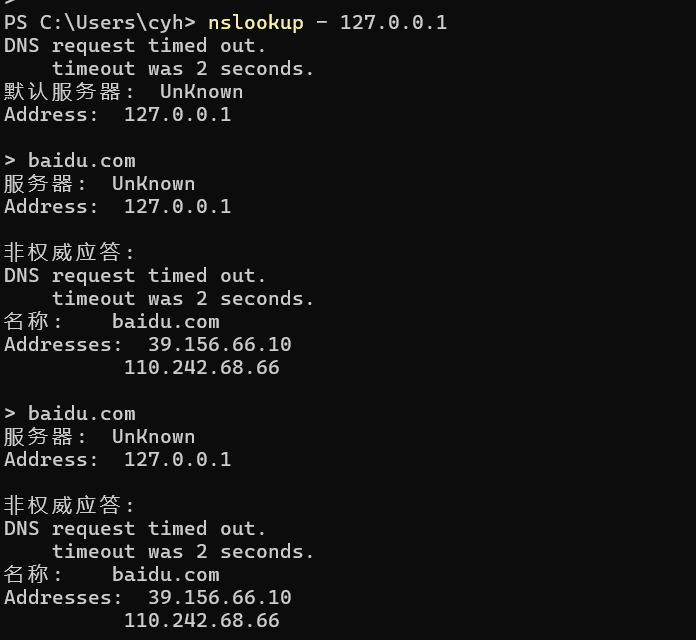 PS C:\Users\cyh> nslookup - 127.0.0.1
DNS request timed out.
    timeout was 2 seconds.
默认服务器:  UnKnown
Address:  127.0.0.1

> baidu.com
服务器:  UnKnown
Address:  127.0.0.1

非权威应答:
DNS request timed out.
    timeout was 2 seconds.
名称:    baidu.com
Addresses:  39.156.66.10
          110.242.68.66

> baidu.com
服务器:  UnKnown
Address:  127.0.0.1

非权威应答:
DNS request timed out.
    timeout was 2 seconds.
名称:    baidu.com
Addresses:  39.156.66.10
          110.242.68.66